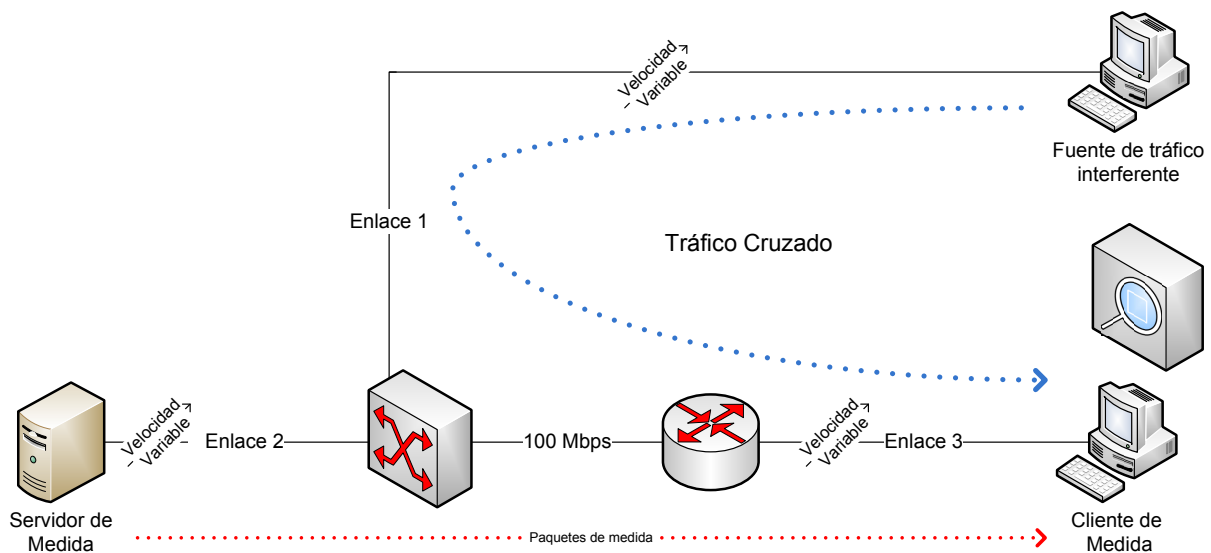 - Velocidad
- Variable
Fuente de tráfico
interferente
Enlace 1
Tráfico Cruzado
- Velocidad
- Variable
Enlace 2
100 Mbps
- Velocidad
- Variable
Enlace 3
Servidor de
Medida
Paquetes de medida
Cliente de
Medida